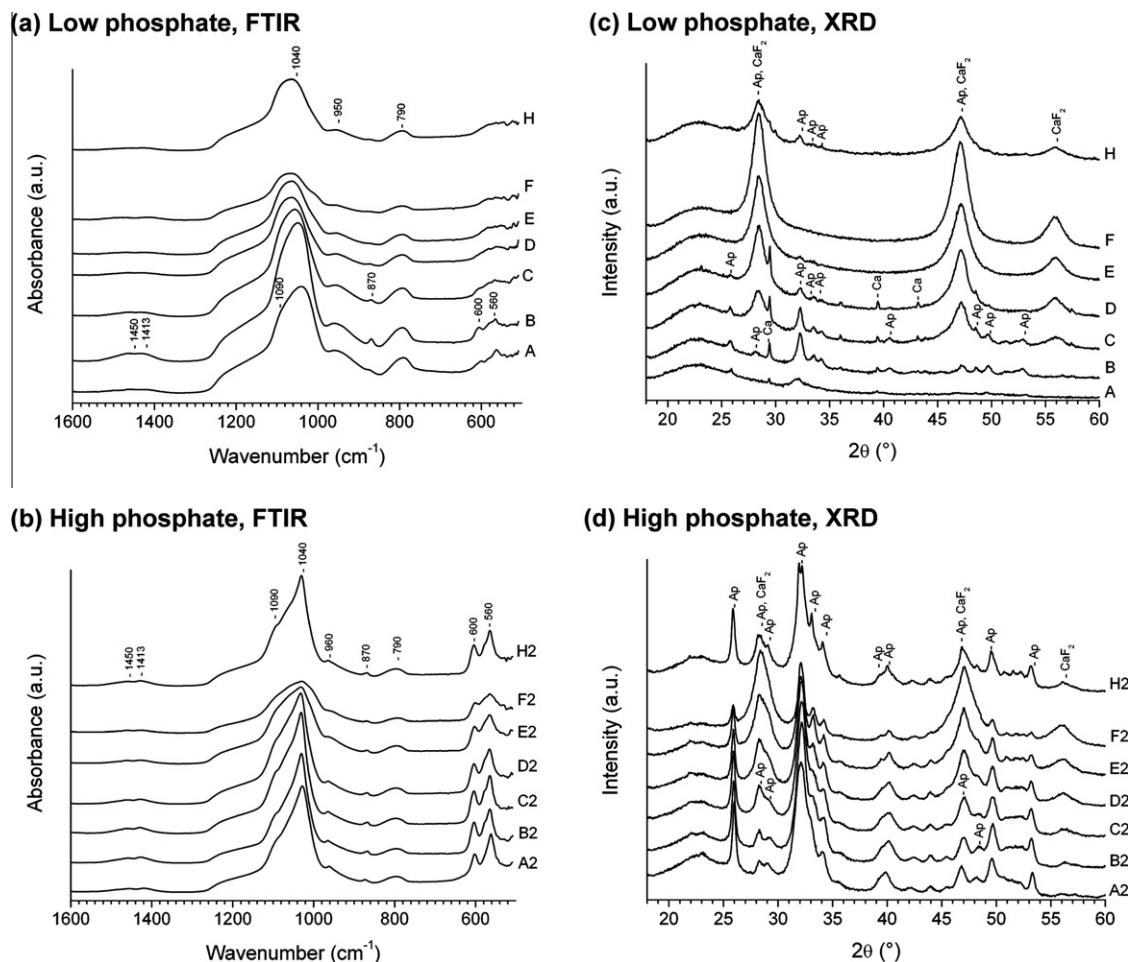 (a) Low phosphate, FTIR
Absorbance (a.u.)
1040
950
790
H
F
E
D
C
B
A
1450
1413
1090
870
600
560
1600 1400 1200 1000 800 600
Wavenumber (cm⁻¹)
(c) Low phosphate, XRD
Intensity (a.u.)
Ap, CaF₂
Ap
Ap
Ap
Ap, CaF₂
CaF₂
H
F
E
Ap
Ap
Ap
Ap
Ca
Ca
D
Ap
Ap
Ap
Ap
C
Ap
Ca
B
A
20 25 30 35 40 45 50 55 60
2θ (°)
(b) High phosphate, FTIR
Absorbance (a.u.)
1450
1413
1090
1040
960
870
790
600
560
H2
F2
E2
D2
C2
B2
A2
1600 1400 1200 1000 800 600
Wavenumber (cm⁻¹)
(d) High phosphate, XRD
Intensity (a.u.)
Ap
Ap, CaF₂
Ap
Ap
Ap
Ap
Ap
Ap
Ap, CaF₂
Ap
Ap
CaF₂
H2
F2
E2
D2
Ap
Ap
Ap
C2
Ap
B2
A2
20 25 30 35 40 45 50 55 60
2θ (°)